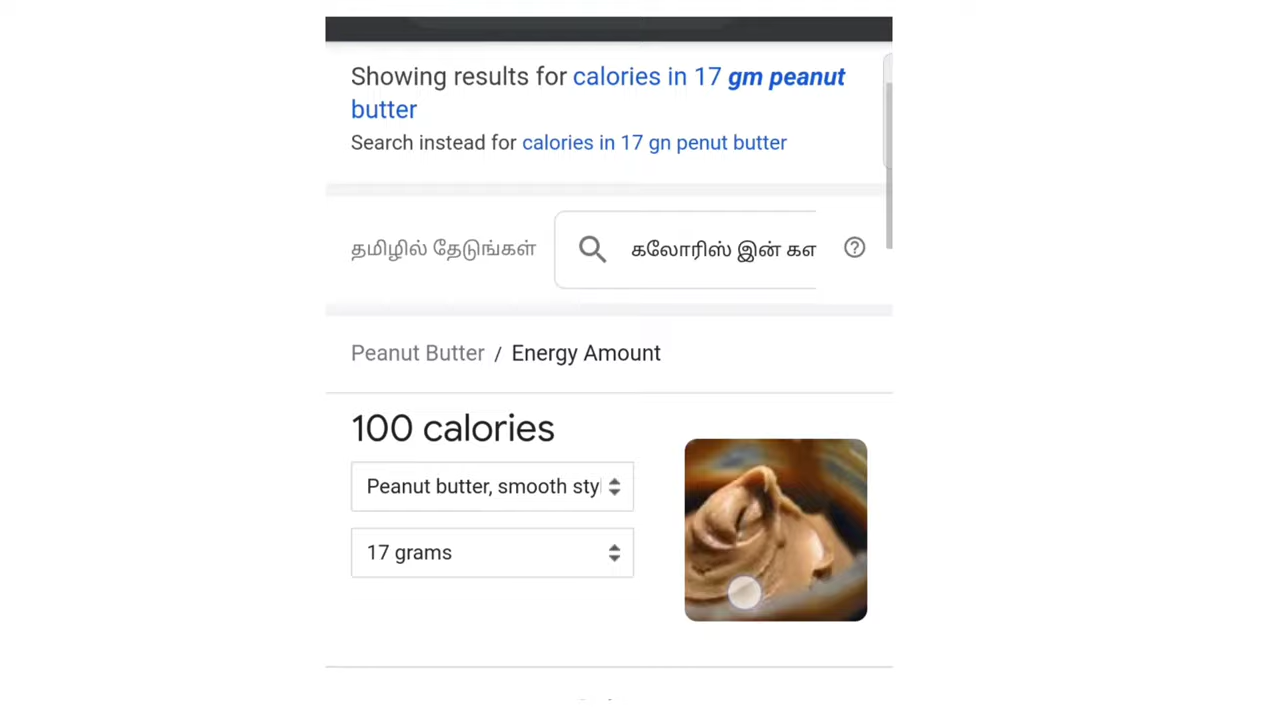 Showing results for calories in 17 gm peanut
butter
Search instead for calories in 17 gn penut butter
தமிழில் தேடுங்கள்
கலோரிஸ் இன் கள
Peanut Butter / Energy Amount
100 calories
Peanut butter, smooth sty
17 grams